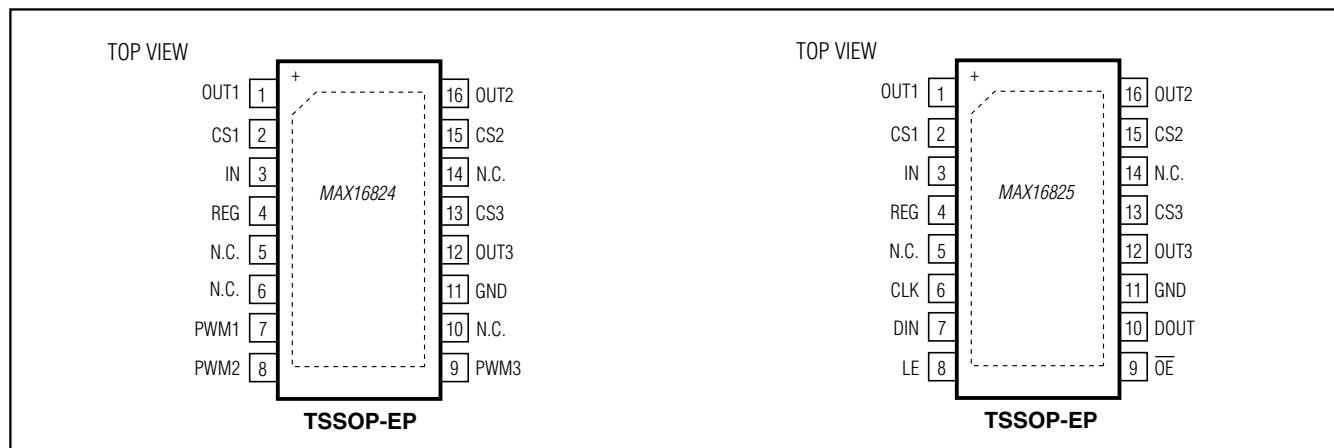 TOP VIEW
+
MAX16824
OUT1 1
CS1 2
IN 3
REG 4
N.C. 5
N.C. 6
PWM1 7
PWM2 8
16 OUT2
15 CS2
14 N.C.
13 CS3
12 OUT3
11 GND
10 N.C.
9 PWM3
TSSOP-EP
TOP VIEW
+
MAX16825
OUT1 1
CS1 2
IN 3
REG 4
N.C. 5
CLK 6
DIN 7
LE 8
16 OUT2
15 CS2
14 N.C.
13 CS3
12 OUT3
11 GND
10 DOUT
9 O̅E̅
TSSOP-EP